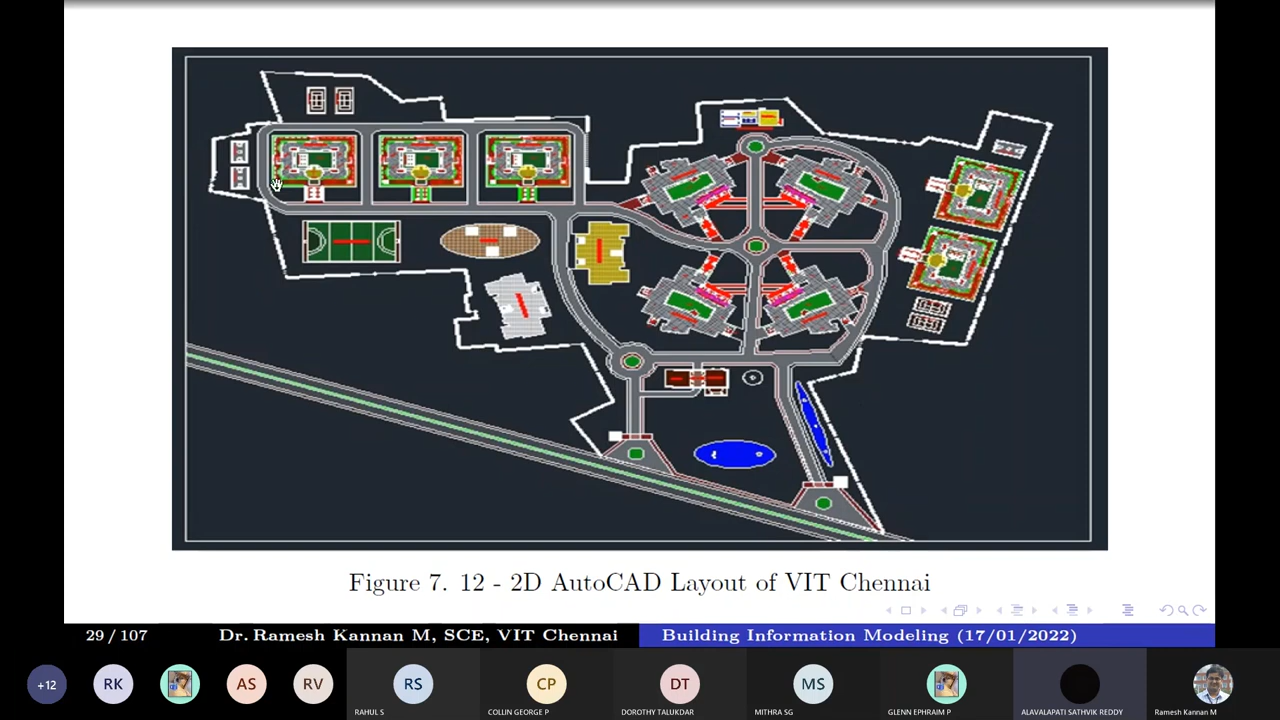 Figure 7. 12 - 2D AutoCAD Layout of VIT Chennai
29 / 107
Dr. Ramesh Kannan M, SCE, VIT Chennai
Building Information Modeling (17/01/2022)
+12
RK
AS
RV
RS
CP
DT
MS
RAHUL S
COLLIN GEORGE P
DOROTHY TALUKDAR
MITHRA SG
GLENN EPHRAIM P
ALAVALAPATI SATHVIK REDDY
Ramesh Kannan M